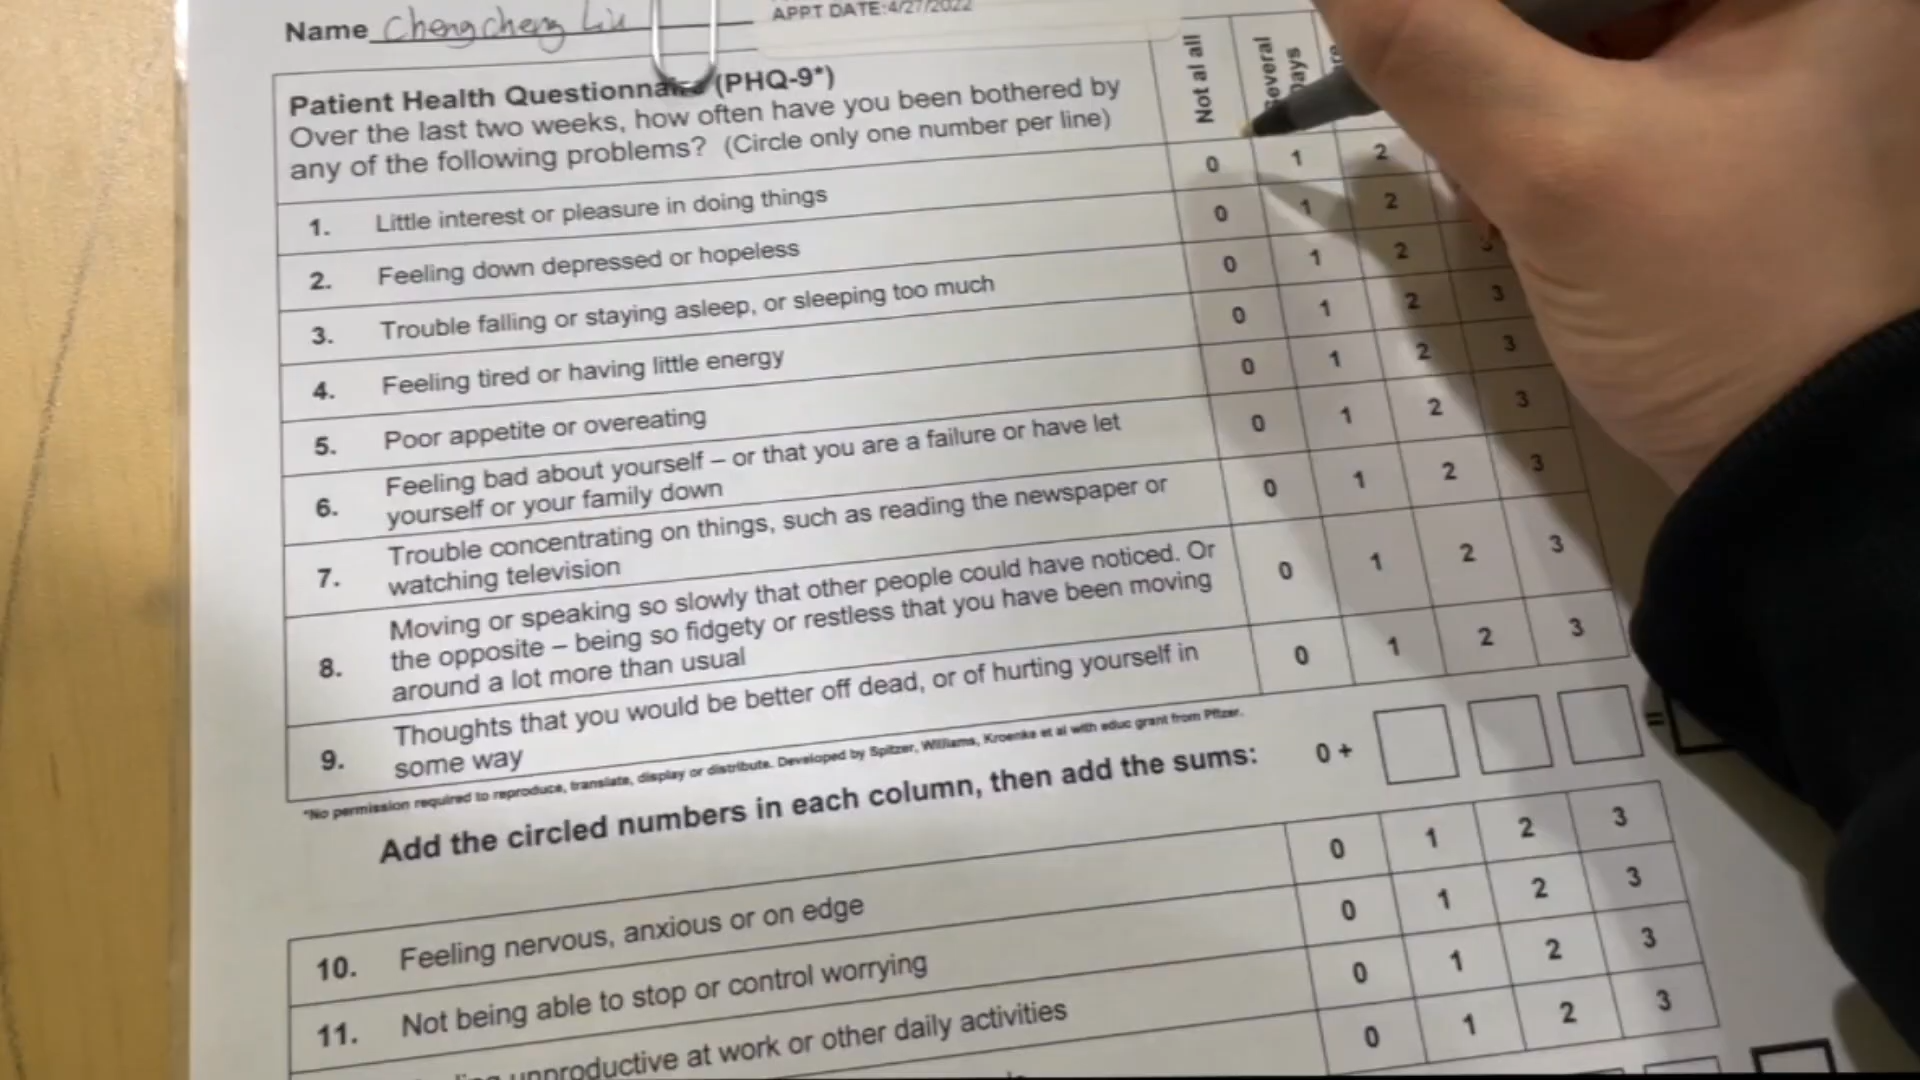 Name Chengcheng Liu
APPT DATE:4/27/2022
Patient Health Questionnaire (PHQ-9*)
Over the last two weeks, how often have you been bothered by
any of the following problems? (Circle only one number per line)
Not al all
Several
Days
1. Little interest or pleasure in doing things 0 1 2
2. Feeling down depressed or hopeless 0 1 2
3. Trouble falling or staying asleep, or sleeping too much 0 1 2 3
4. Feeling tired or having little energy 0 1 2 3
5. Poor appetite or overeating 0 1 2 3
6. Feeling bad about yourself – or that you are a failure or have let
yourself or your family down 0 1 2 3
7. Trouble concentrating on things, such as reading the newspaper or
watching television 0 1 2 3
8. Moving or speaking so slowly that other people could have noticed. Or
the opposite – being so fidgety or restless that you have been moving
around a lot more than usual 0 1 2 3
9. Thoughts that you would be better off dead, or of hurting yourself in
some way 0 1 2 3
*No permission required to reproduce, translate, display or distribute. Developed by Spitzer, Williams, Kroenke et al with educ grant from Pfizer.
Add the circled numbers in each column, then add the sums: 0 + =
10. Feeling nervous, anxious or on edge 0 1 2 3
11. Not being able to stop or control worrying 0 1 2 3
unproductive at work or other daily activities 0 1 2 3
0 1 2 3